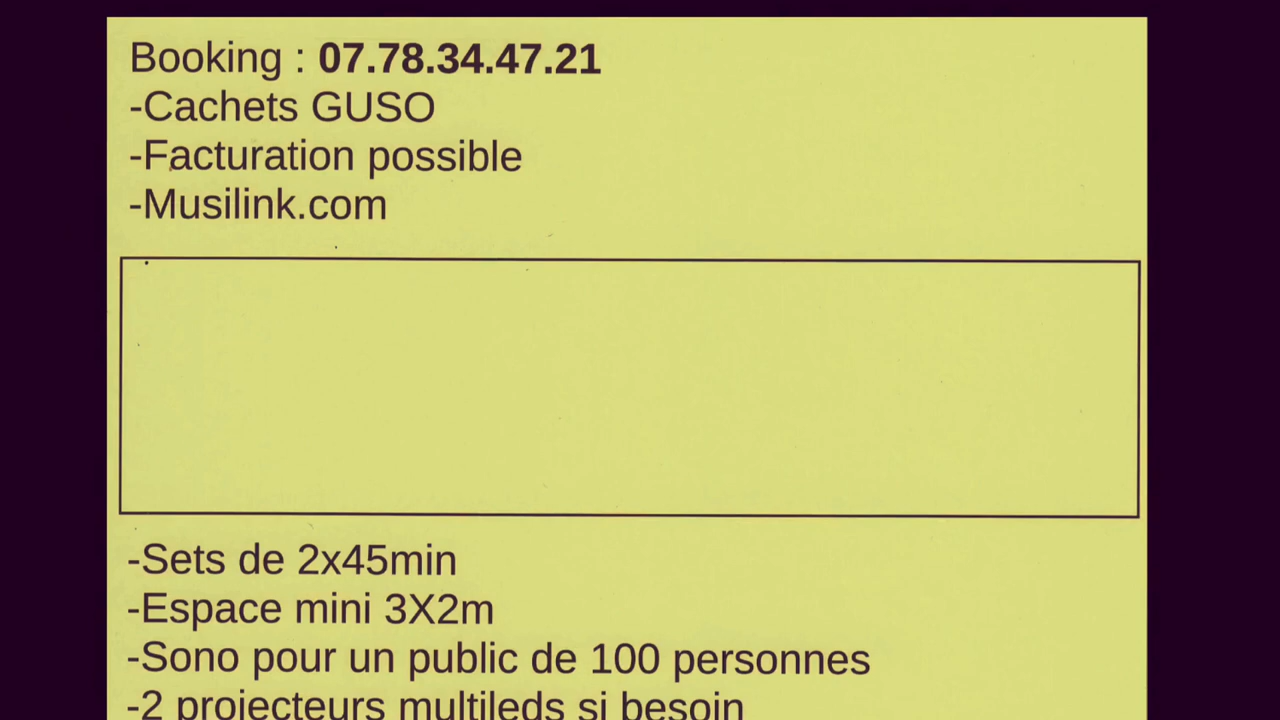 Booking : 07.78.34.47.21
-Cachets GUSO
-Facturation possible
-Musilink.com
-Sets de 2x45min
-Espace mini 3X2m
-Sono pour un public de 100 personnes
-2 projecteurs multileds si besoin